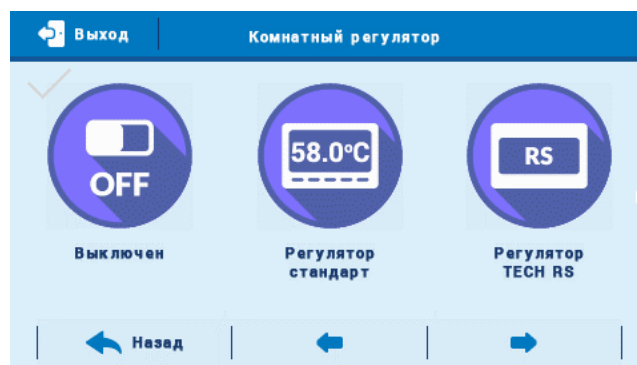 Выход
Комнатный регулятор
OFF
58.0°C
RS
Выключен
Регулятор
стандарт
Регулятор
TECH RS
Назад